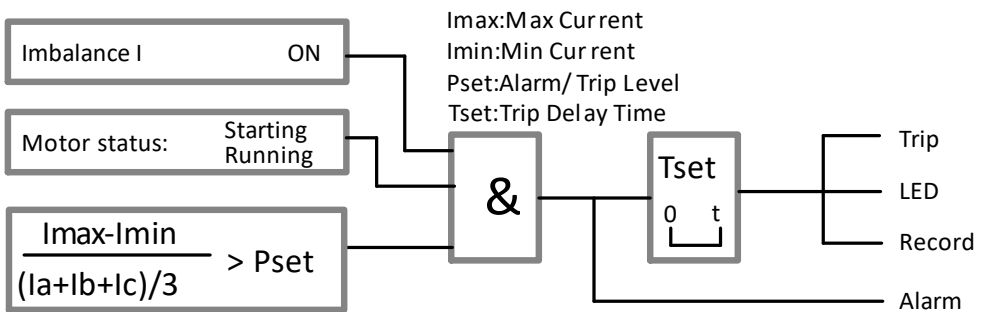 Imax:Max Current
Imin:Min Current
Pset:Alarm/ Trip Level
Tset:Trip Delay Time
Imbalance I ON
Motor status: Starting
Running
Imax-Imin
(Ia+Ib+Ic)/3
> Pset
&
Tset
0 t
Trip
LED
Record
Alarm